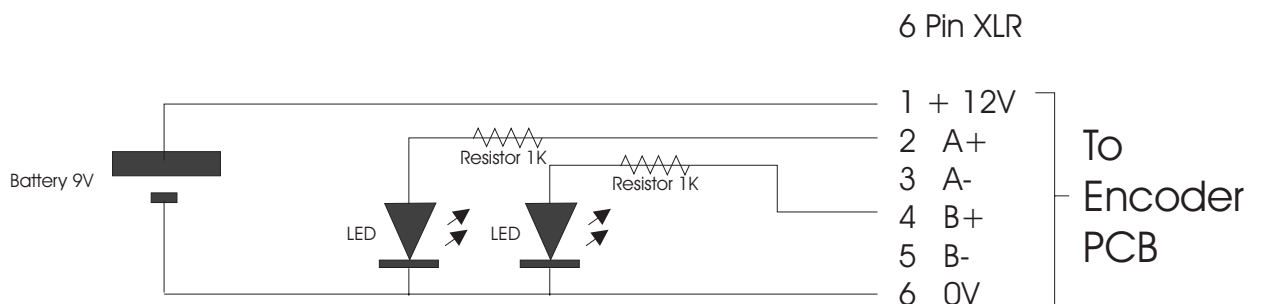 6 Pin XLR
1 + 12V
2 A+
3 A-
4 B+
5 B-
6 0V
To
Encoder
PCB
Resistor 1K
Resistor 1K
Battery 9V
LED
LED